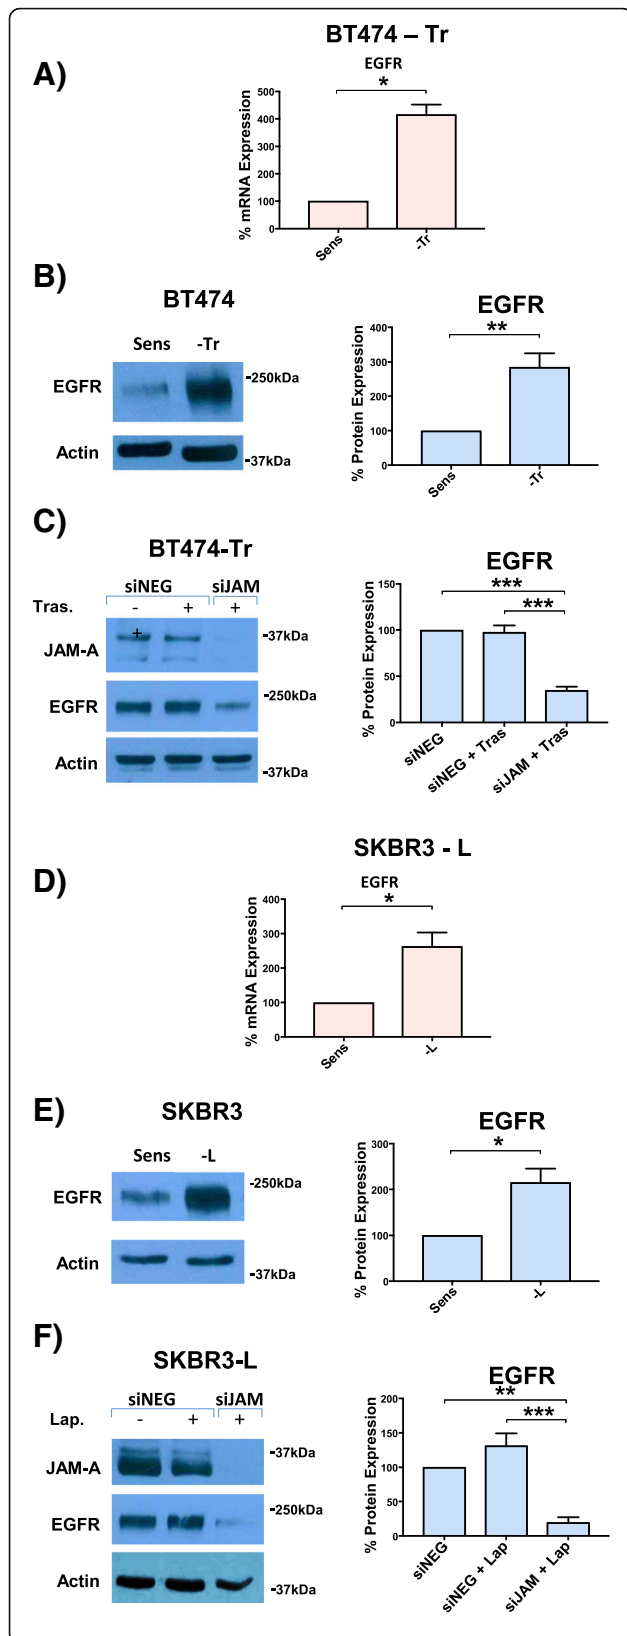 BT474 – Tr
A)
EGFR
*
% mRNA Expression
500
400
300
200
100
0
Sens
-Tr
B)
BT474
Sens -Tr
EGFR
-250kDa
Actin
-37kDa
EGFR
**
% Protein Expression
400
300
200
100
0
Sens
-Tr
C)
BT474-Tr
siNEG siJAM
Tras. - + +
JAM-A
+
-37kDa
EGFR
-250kDa
Actin
-37kDa
EGFR
***
***
% Protein Expression
150
100
50
0
siNEG
siNEG + Tras
siJAM + Tras
SKBR3 - L
D)
EGFR
*
% mRNA Expression
400
300
200
100
0
Sens
-L
E)
SKBR3
Sens -L
EGFR
-250kDa
Actin
-37kDa
EGFR
*
% Protein Expression
300
200
100
0
Sens
-L
F)
SKBR3-L
siNEG siJAM
Lap. - + +
JAM-A
-37kDa
EGFR
-250kDa
Actin
-37kDa
EGFR
**
***
% Protein Expression
200
150
100
50
0
siNEG
siNEG + Lap
siJAM + Lap